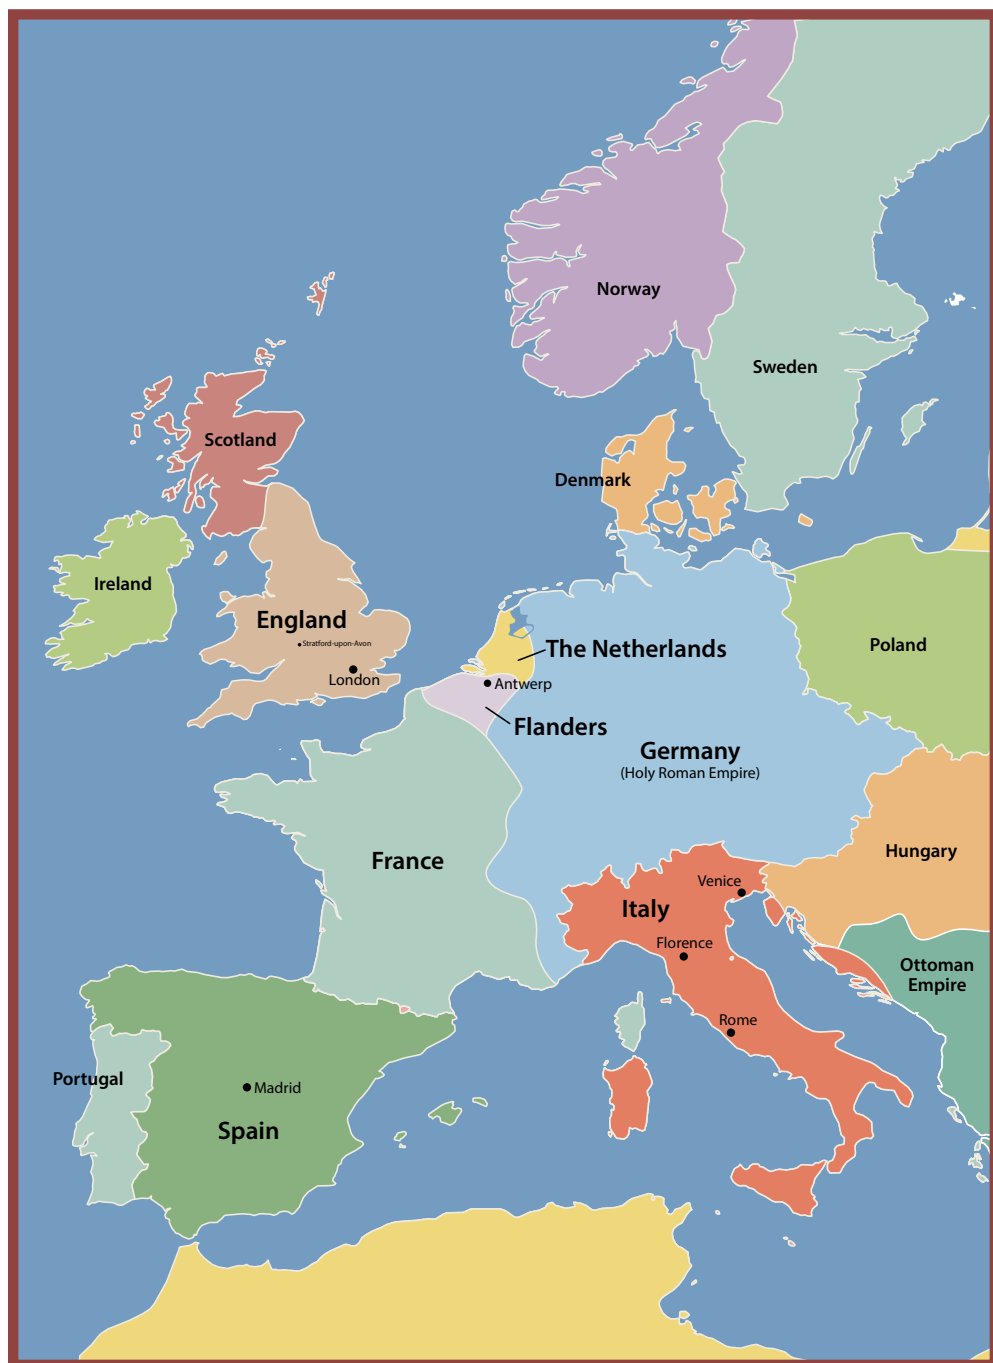 Norway
Sweden
Scotland
Denmark
Ireland
England
Stratford-upon-Avon
London
The Netherlands
Poland
Antwerp
Flanders
Germany
(Holy Roman Empire)
France
Hungary
Venice
Italy
Florence
Ottoman
Empire
Rome
Portugal
Madrid
Spain